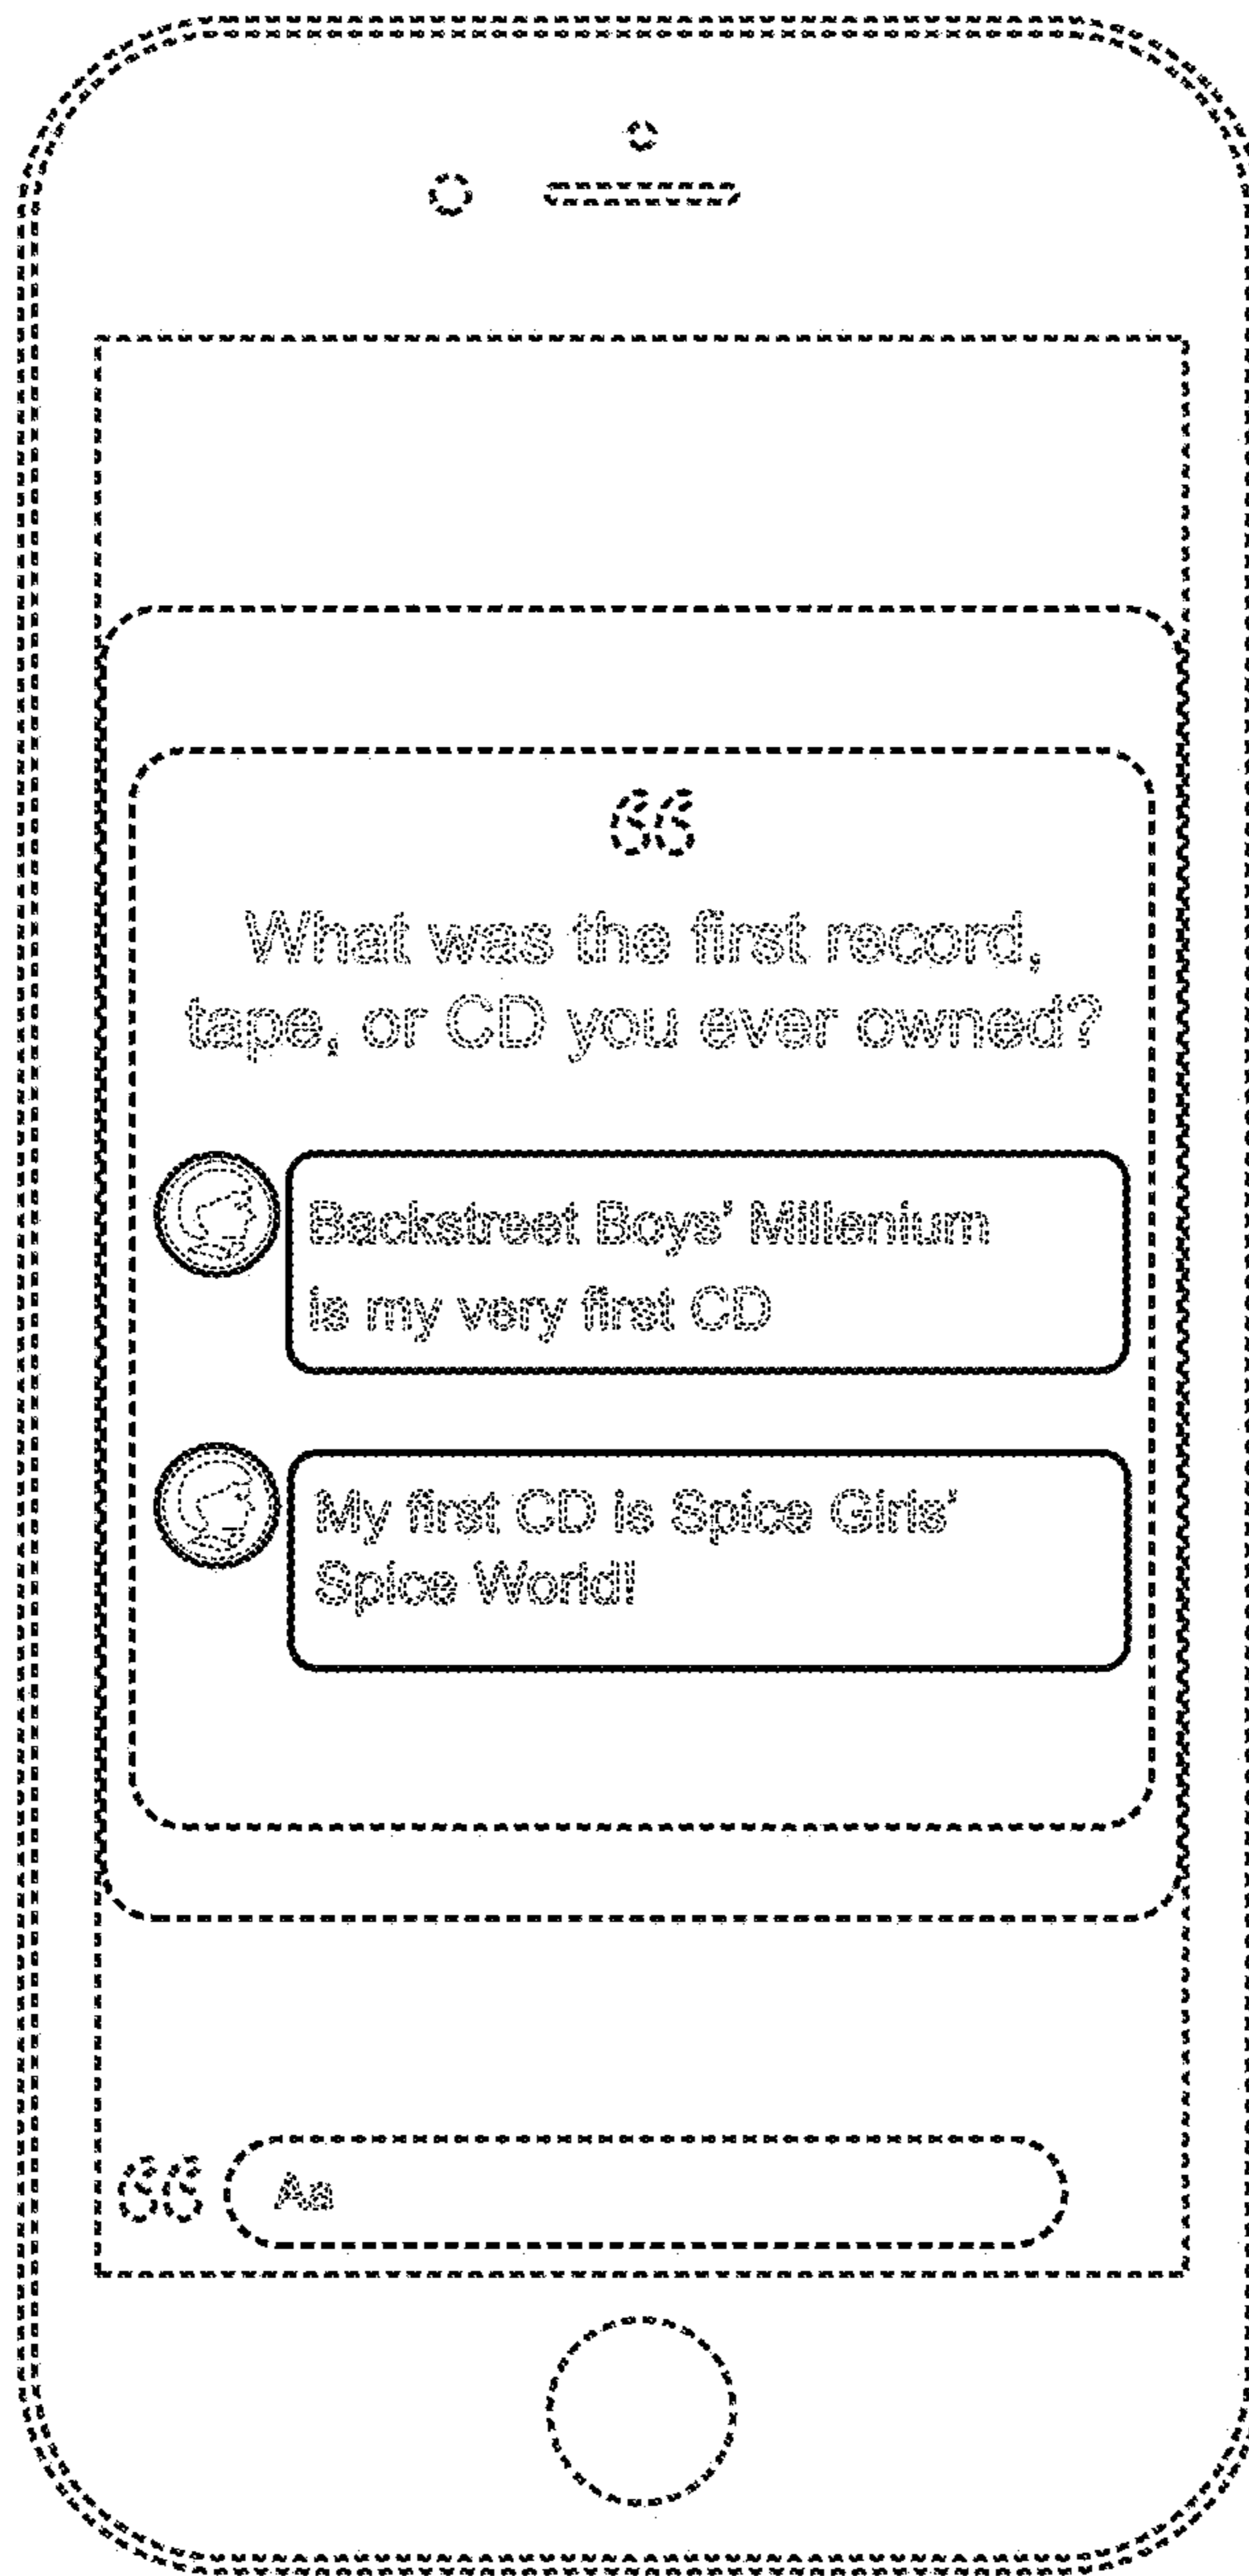 “
What was the first record,
tape, or CD you ever owned?
Backstreet Boys’ Millenium
is my very first CD
My first CD is Spice Girls’
Spice World!
“ Aa